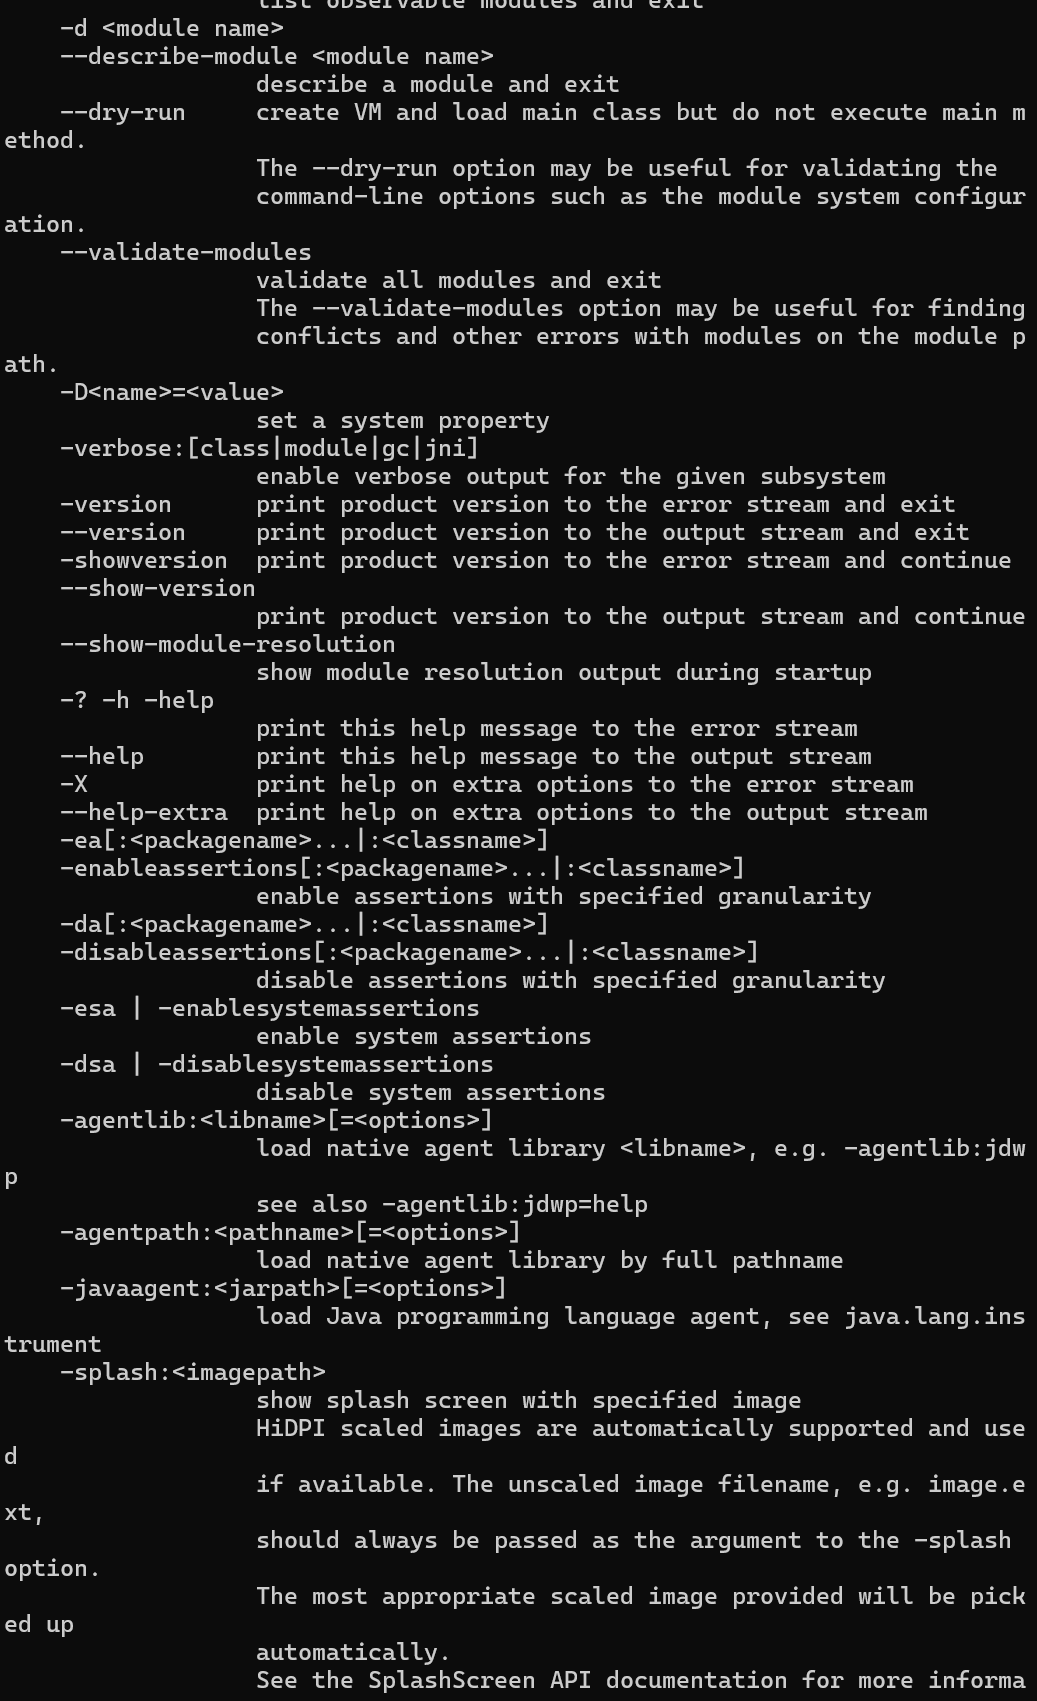 list observable modules and exit
    -d <module name>
    --describe-module <module name>
                  describe a module and exit
    --dry-run     create VM and load main class but do not execute main m
ethod.
                  The --dry-run option may be useful for validating the
                  command-line options such as the module system configur
ation.
    --validate-modules
                  validate all modules and exit
                  The --validate-modules option may be useful for finding
                  conflicts and other errors with modules on the module p
ath.
    -D<name>=<value>
                  set a system property
    -verbose:[class|module|gc|jni]
                  enable verbose output for the given subsystem
    -version      print product version to the error stream and exit
    --version     print product version to the output stream and exit
    -showversion  print product version to the error stream and continue
    --show-version
                  print product version to the output stream and continue
    --show-module-resolution
                  show module resolution output during startup
    -? -h -help
                  print this help message to the error stream
    --help        print this help message to the output stream
    -X            print help on extra options to the error stream
    --help-extra  print help on extra options to the output stream
    -ea[:<packagename>...|:<classname>]
    -enableassertions[:<packagename>...|:<classname>]
                  enable assertions with specified granularity
    -da[:<packagename>...|:<classname>]
    -disableassertions[:<packagename>...|:<classname>]
                  disable assertions with specified granularity
    -esa | -enablesystemassertions
                  enable system assertions
    -dsa | -disablesystemassertions
                  disable system assertions
    -agentlib:<libname>[=<options>]
                  load native agent library <libname>, e.g. -agentlib:jdw
p
                  see also -agentlib:jdwp=help
    -agentpath:<pathname>[=<options>]
                  load native agent library by full pathname
    -javaagent:<jarpath>[=<options>]
                  load Java programming language agent, see java.lang.ins
trument
    -splash:<imagepath>
                  show splash screen with specified image
                  HiDPI scaled images are automatically supported and use
d
                  if available. The unscaled image filename, e.g. image.e
xt,
                  should always be passed as the argument to the -splash
option.
                  The most appropriate scaled image provided will be pick
ed up
                  automatically.
                  See the SplashScreen API documentation for more informa